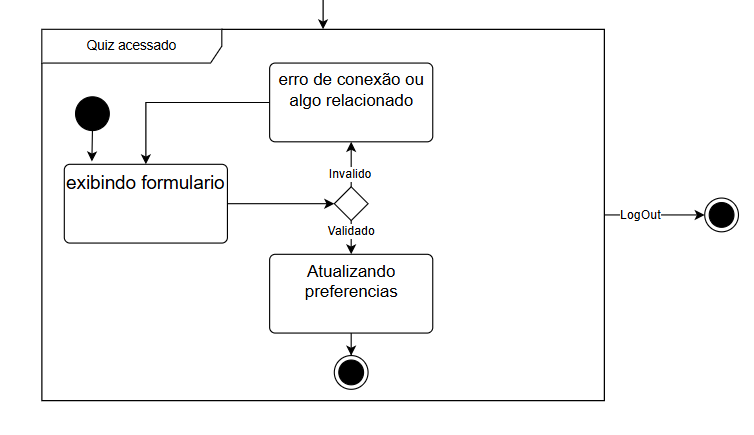 Quiz acessado
erro de conexão ou
algo relacionado
exibindo formulario
Invalido
Validado
LogOut
Atualizando
preferencias